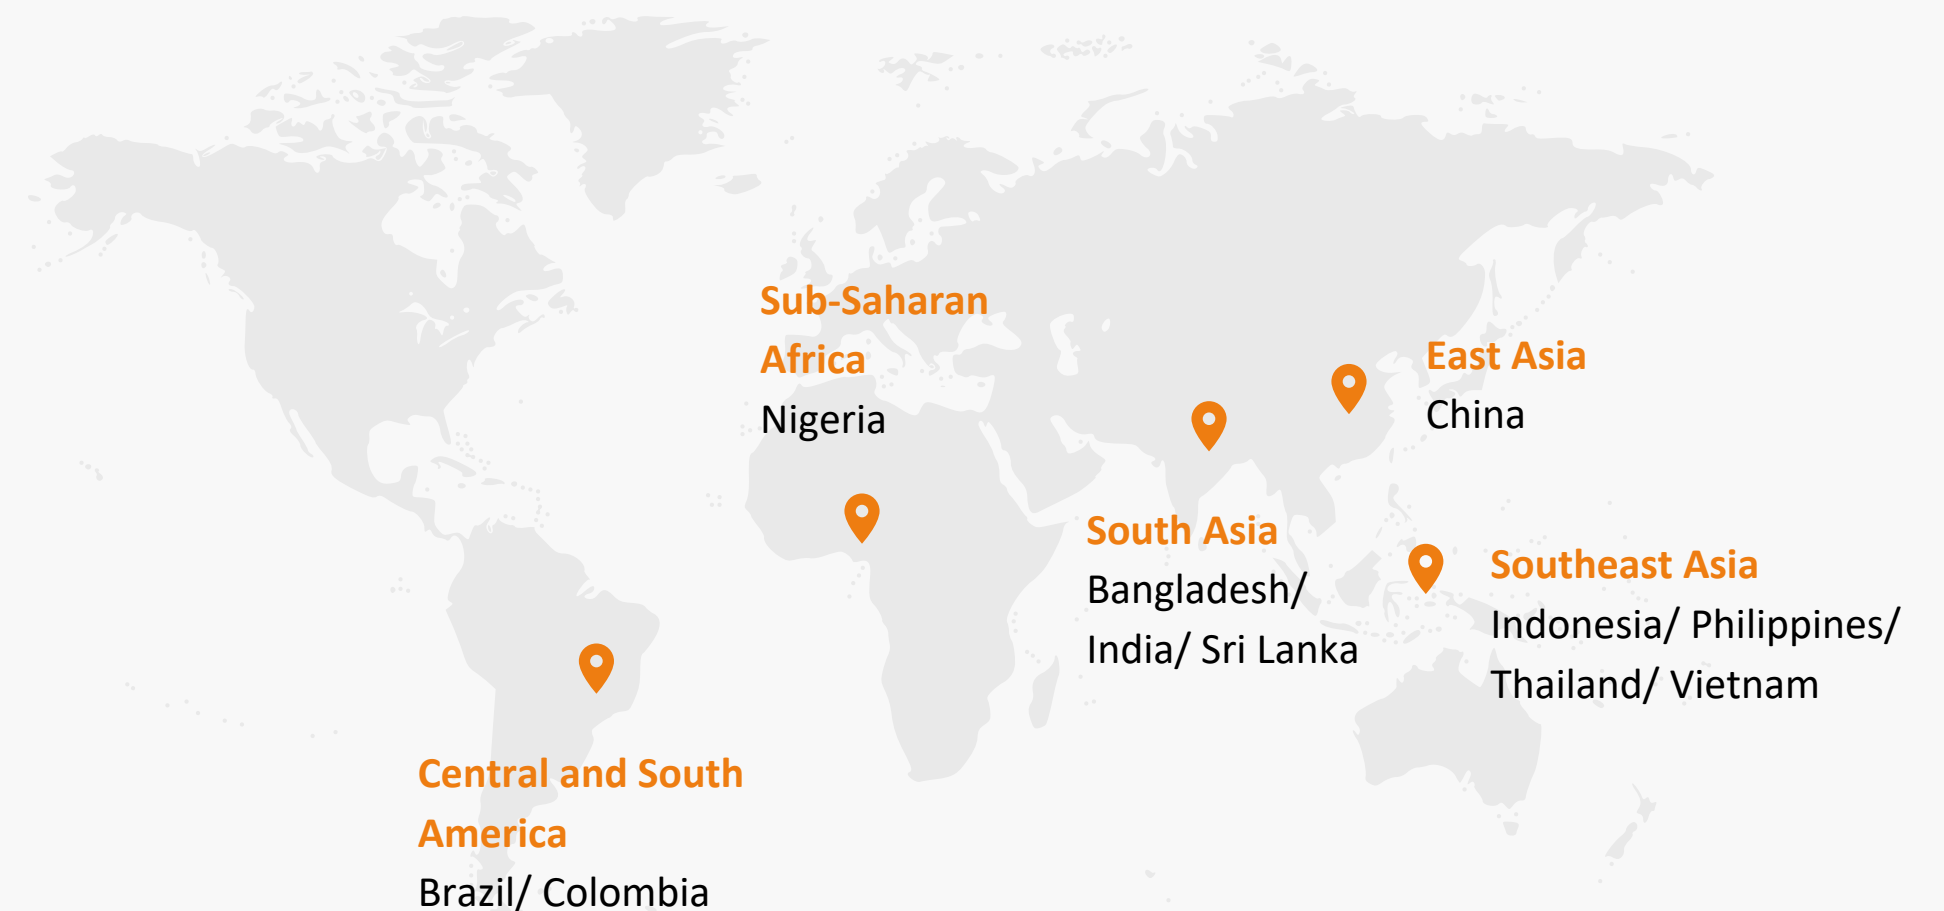 Sub-Saharan
Africa
Nigeria
East Asia
China
South Asia
Bangladesh/
India/ Sri Lanka
Southeast Asia
Indonesia/ Philippines/
Thailand/ Vietnam
Central and South
America
Brazil/ Colombia